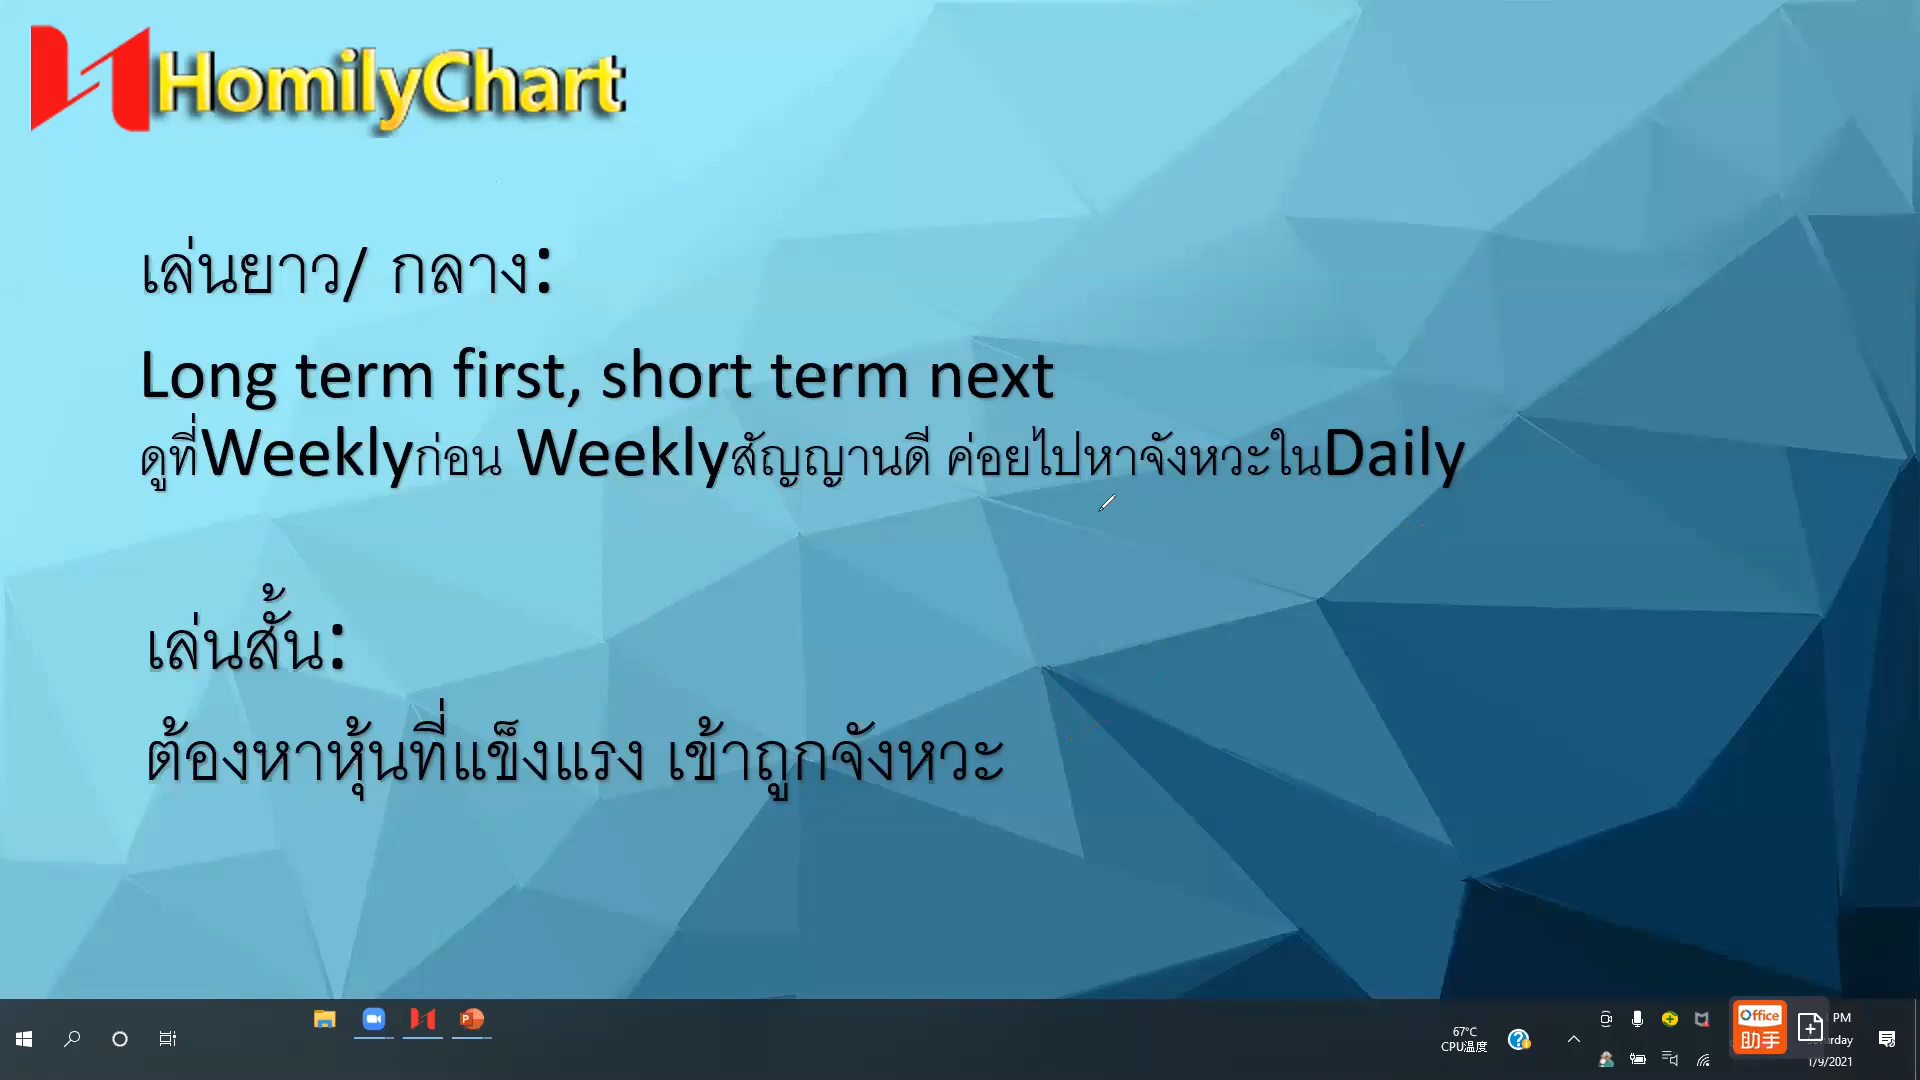 HomilyChart
เล่นยาว/ กลาง:
Long term first, short term next
ดูที่Weeklyก่อน Weeklyสัญญานดี ค่อยไปหาจังหวะในDaily
เล่นสั้น:
ต้องหาหุ้นที่แข็งแรง เข้าถูกจังหวะ
67°C
CPU温度
Office
助手
PM
1/9/2021